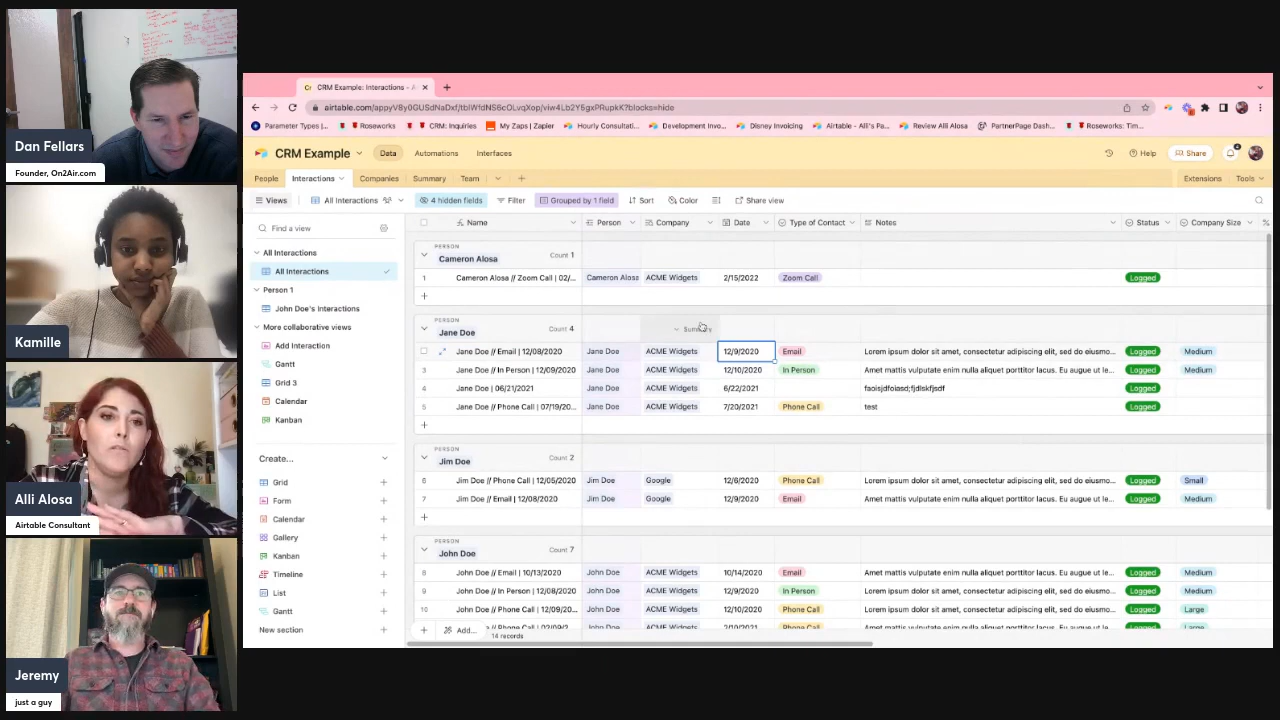 Dan Fellars
Founder, On2Air.com
Kamille
Alli Alosa
Airtable Consultant
Jeremy
just a guy
CRM Example: Interactions - A
airtable.com/appyV8y0GUSdNaDxf/tblWfdNS6cOLvqXop/viw4Lb2Y5gxPRupkK?blocks=hide
Parameter Types |... Roseworks CRM: Inquiries My Zaps | Zapier Hourly Consultati... Development Invo... Disney Invoicing Airtable - Alli's Pa... Review Alli Alosa PartnerPage Dash... Roseworks: Tim...
CRM Example Data Automations Interfaces Help Share
People Interactions Companies Summary Team Extensions Tools
Views All Interactions 4 hidden fields Filter Grouped by 1 field Sort Color Share view
Find a view
All Interactions
All Interactions
Person 1
John Doe's Interactions
More collaborative views
Add Interaction
Gantt
Grid 3
Calendar
Kanban
Create...
Grid
Form
Calendar
Gallery
Kanban
Timeline
List
Gantt
New section
Name Person Company Date Type of Contact Notes Status Company Size
PERSON
Cameron Alosa Count 1
1 Cameron Alosa // Zoom Call | 02/... Cameron Alosa ACME Widgets 2/15/2022 Zoom Call Logged
PERSON
Jane Doe Count 4
Jane Doe // Email | 12/08/2020 Jane Doe ACME Widgets 12/9/2020 Email Lorem ipsum dolor sit amet, consectetur adipiscing elit, sed do eiusmo... Logged Medium
3 Jane Doe // In Person | 12/09/2020 Jane Doe ACME Widgets 12/10/2020 In Person Amet mattis vulputate enim nulla aliquet porttitor lacus. Eu augue ut le... Logged Medium
4 Jane Doe | 06/21/2021 Jane Doe ACME Widgets 6/22/2021 faoisjdfoiasd;fjdlskfjsdf Logged
5 Jane Doe // Phone Call | 07/19/20... Jane Doe ACME Widgets 7/20/2021 Phone Call test Logged
PERSON
Jim Doe Count 2
6 Jim Doe // Phone Call | 12/05/2020 Jim Doe Google 12/6/2020 Phone Call Lorem ipsum dolor sit amet, consectetur adipiscing elit, sed do eiusmo... Logged Small
7 Jim Doe // Email | 12/08/2020 Jim Doe Google 12/9/2020 Email Amet mattis vulputate enim nulla aliquet porttitor lacus. Eu augue ut le... Logged Medium
PERSON
John Doe Count 7
8 John Doe // Email | 10/13/2020 John Doe ACME Widgets 10/14/2020 Email Amet mattis vulputate enim nulla aliquet porttitor lacus. Eu augue ut le... Logged Medium
9 John Doe // In Person | 12/08/2020 John Doe ACME Widgets 12/9/2020 In Person Lorem ipsum dolor sit amet, consectetur adipiscing elit, sed do eiusmo... Logged Medium
10 John Doe // Phone Call | 12/09/20... John Doe ACME Widgets 12/10/2020 Phone Call Lorem ipsum dolor sit amet, consectetur adipiscing elit, sed do eiusmo... Logged Large
Add... 14 records